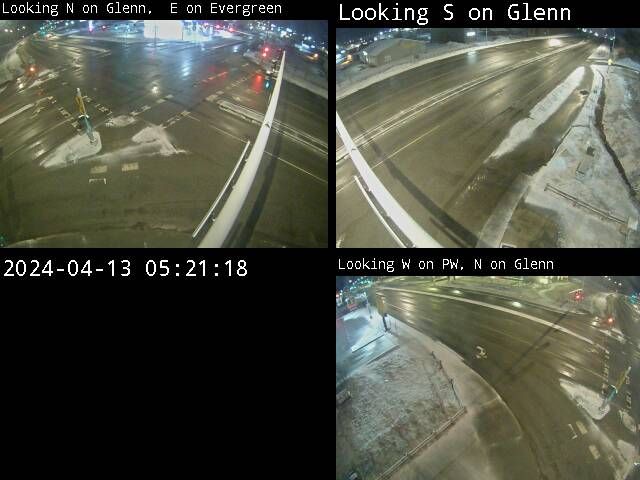 Looking N on Glenn,  E on Evergreen
Looking S on Glenn
2024-04-13 05:21:18
Looking W on PW, N on Glenn